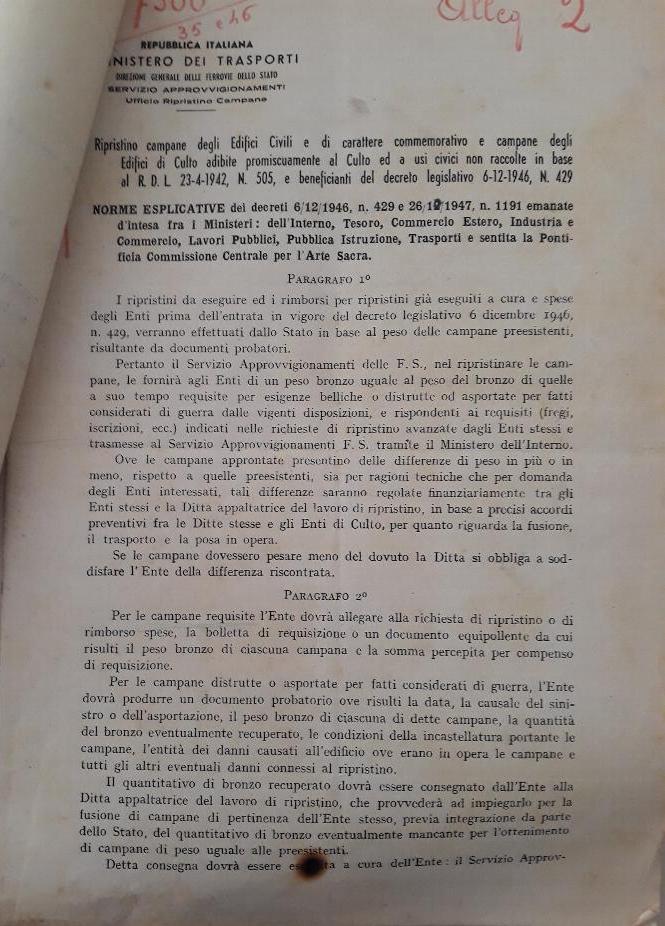 7300
35 e 46
Alleg 2
REPUBBLICA ITALIANA
MINISTERO DEI TRASPORTI
DIREZIONE GENERALE DELLE FERROVIE DELLO STATO
SERVIZIO APPROVVIGIONAMENTI
Ufficio Ripristino Campane
Ripristino campane degli Edifici Civili e di carattere commemorativo e campane degli
Edifici di Culto adibite promiscuamente al Culto ed a usi civici non raccolte in base
al R. D. L. 23-4-1942, N. 505, e beneficianti del decreto legislativo 6-12-1946, N. 429
NORME ESPLICATIVE dei decreti 6/12/1946, n. 429 e 26/10/1947, n. 1191 emanate
d'intesa fra i Ministeri: dell'Interno, Tesoro, Commercio Estero, Industria e
Commercio, Lavori Pubblici, Pubblica Istruzione, Trasporti e sentita la Ponti-
ficia Commissione Centrale per l'Arte Sacra.
PARAGRAFO 1º
I ripristini da eseguire ed i rimborsi per ripristini già eseguiti a cura e spese
degli Enti prima dell'entrata in vigore del decreto legislativo 6 dicembre 1946,
n. 429, verranno effettuati dallo Stato in base al peso delle campane preesistenti,
risultante da documenti probatori.
Pertanto il Servizio Approvvigionamenti delle F. S., nel ripristinare le cam-
pane, le fornirà agli Enti di un peso bronzo uguale al peso del bronzo di quelle
a suo tempo requisite per esigenze belliche o distrutte od asportate per fatti
considerati di guerra dalle vigenti disposizioni, e rispondenti ai requisiti (fregi,
iscrizioni, ecc.) indicati nelle richieste di ripristino avanzate dagli Enti stessi e
trasmesse al Servizio Approvvigionamenti F. S. tramite il Ministero dell'Interno.
Ove le campane approntate presentino delle differenze di peso in più o in
meno, rispetto a quelle preesistenti, sia per ragioni tecniche che per domanda
degli Enti interessati, tali differenze saranno regolate finanziariamente tra gli
Enti stessi e la Ditta appaltatrice del lavoro di ripristino, in base a precisi accordi
preventivi fra le Ditte stesse e gli Enti di Culto, per quanto riguarda la fusione,
il trasporto e la posa in opera.
Se le campane dovessero pesare meno del dovuto la Ditta si obbliga a sod-
disfare l'Ente della differenza riscontrata.
PARAGRAFO 2º
Per le campane requisite l'Ente dovrà allegare alla richiesta di ripristino o di
rimborso spese, la bolletta di requisizione o un documento equipollente da cui
risulti il peso bronzo di ciascuna campana e la somma percepita per compenso
di requisizione.
Per le campane distrutte o asportate per fatti considerati di guerra, l'Ente
dovrà produrre un documento probatorio ove risulti la data, la causale del sini-
stro o dell'asportazione, il peso bronzo di ciascuna di dette campane, la quantità
del bronzo eventualmente recuperato, le condizioni della incastellatura portante le
campane, l'entità dei danni causati all'edificio ove erano in opera le campane e
tutti gli altri eventuali danni connessi al ripristino.
Il quantitativo di bronzo recuperato dovrà essere consegnato dall'Ente alla
Ditta appaltatrice del lavoro di ripristino, che provvederà ad impiegarlo per la
fusione di campane di pertinenza dell'Ente stesso, previa integrazione da parte
dello Stato, del quantitativo di bronzo eventualmente mancante per l'ottenimento
di campane di peso uguale alle preesistenti.
Detta consegna dovrà essere a cura dell'Ente: il Servizio Approv-